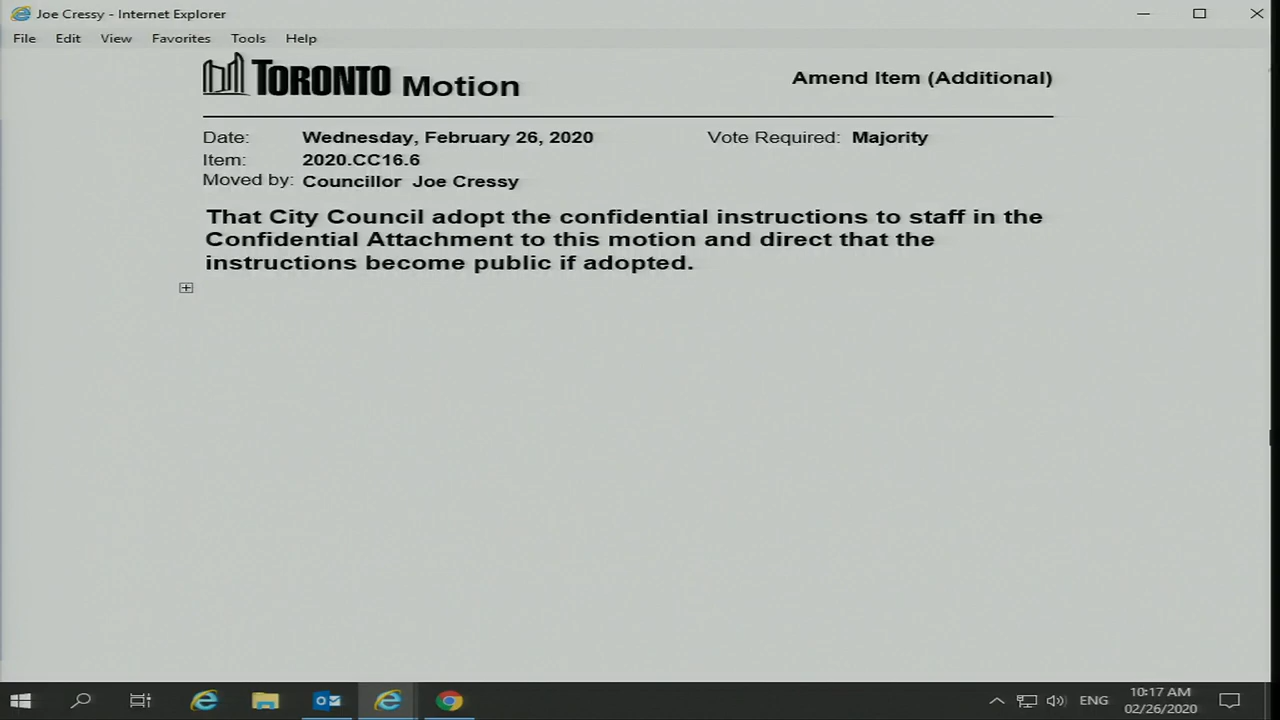 Joe Cressy - Internet Explorer
File Edit View Favorites Tools Help
TORONTO Motion
Amend Item (Additional)
Date: Wednesday, February 26, 2020
Vote Required: Majority
Item: 2020.CC16.6
Moved by: Councillor Joe Cressy
That City Council adopt the confidential instructions to staff in the
Confidential Attachment to this motion and direct that the
instructions become public if adopted.
ENG
10:17 AM
02/26/2020